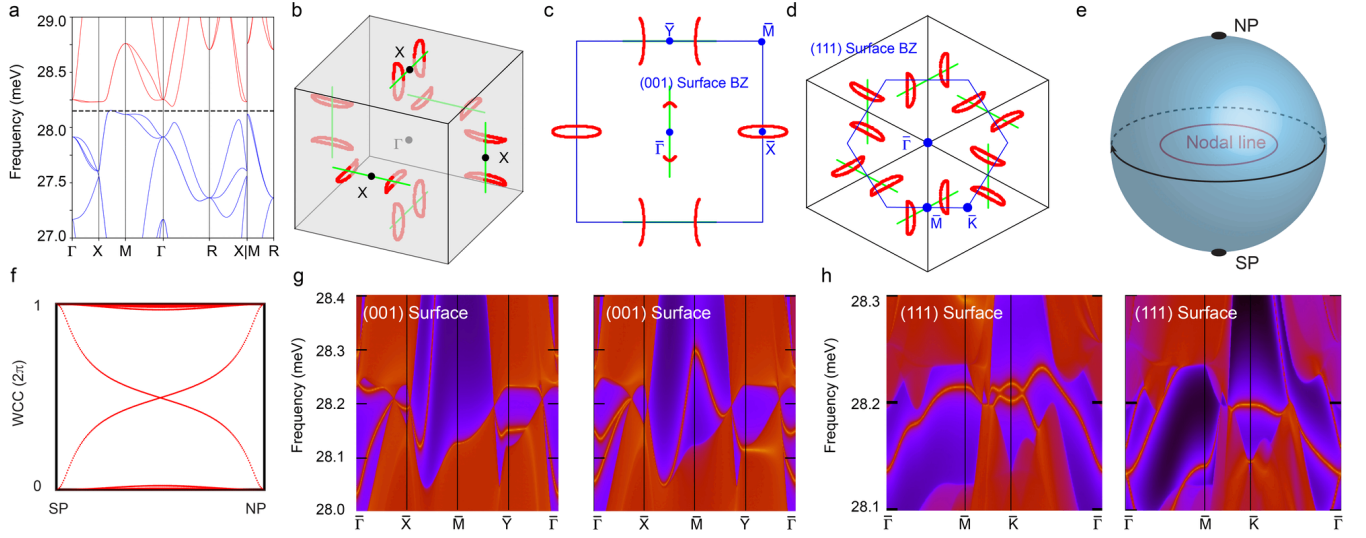 a
29.0
28.5
28.0
27.5
27.0
Frequency (meV)
Γ X M Γ R X|M R
b
X
Γ
X
X
c
Ȳ
M̄
(001) Surface BZ
Γ̄
X̄
d
(111) Surface BZ
Γ̄
M̄
K̄
e
NP
Nodal line
SP
f
1
WCC (2π)
0
SP NP
g
28.4
28.3
28.2
28.1
28.0
Frequency (meV)
(001) Surface
Γ̄ X̄ M̄ Ȳ Γ̄
(001) Surface
Γ̄ X̄ M̄ Ȳ Γ̄
h
28.3
28.2
28.1
Frequency (meV)
(111) Surface
Γ̄ M̄ K̄ Γ̄
(111) Surface
Γ̄ M̄ K̄ Γ̄